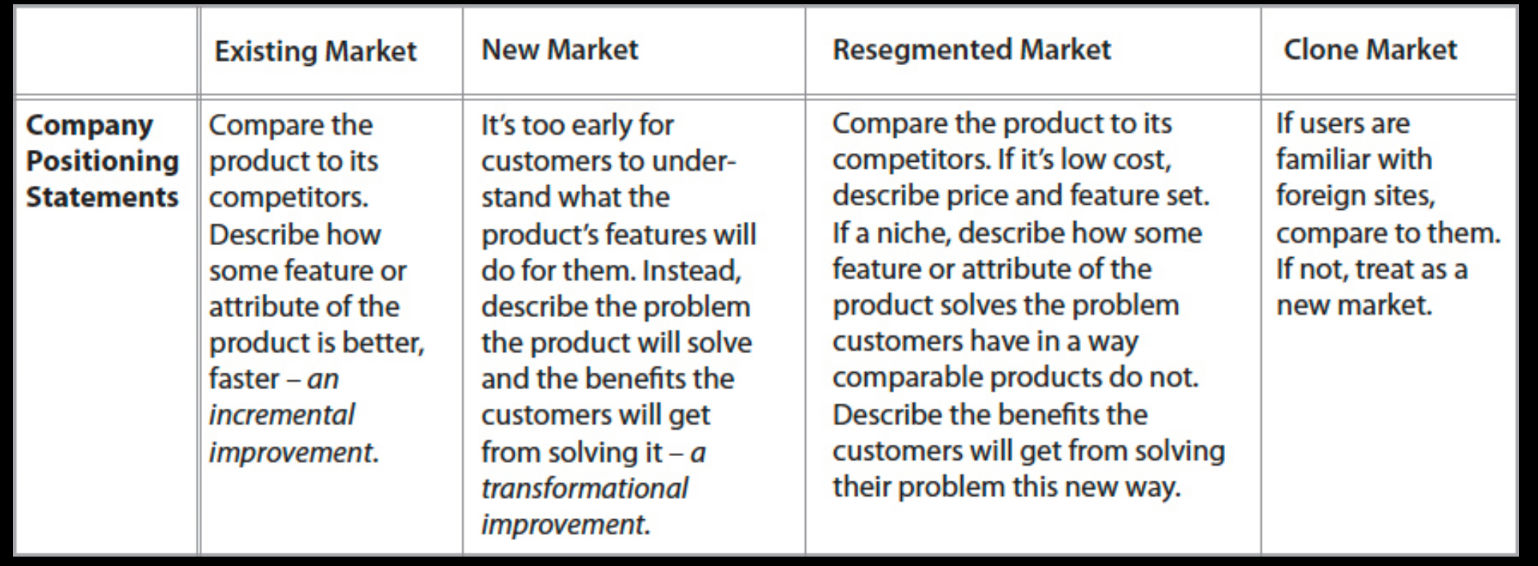 Existing Market
New Market
Resegmented Market
Clone Market
Company
Positioning
Statements
Compare the
product to its
competitors.
Describe how
some feature or
attribute of the
product is better,
faster – an
incremental
improvement.
It's too early for
customers to under-
stand what the
product's features will
do for them. Instead,
describe the problem
the product will solve
and the benefits the
customers will get
from solving it – a
transformational
improvement.
Compare the product to its
competitors. If it's low cost,
describe price and feature set.
If a niche, describe how some
feature or attribute of the
product solves the problem
customers have in a way
comparable products do not.
Describe the benefits the
customers will get from solving
their problem this new way.
If users are
familiar with
foreign sites,
compare to them.
If not, treat as a
new market.